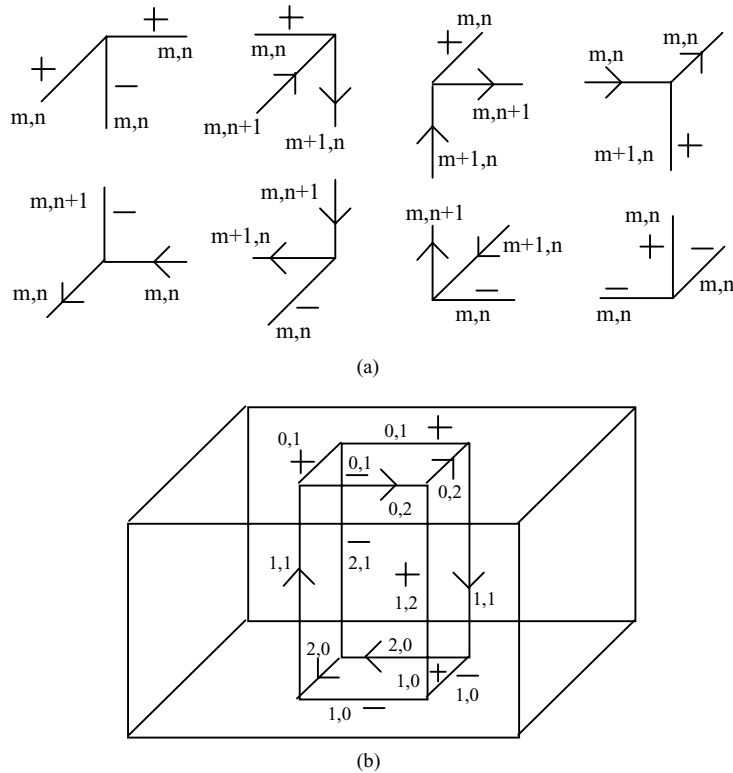 +
m,n
+
−
m,n
m,n
+
m,n+1
m+1,n
m,n
+
m,n+1
m+1,n
m,n
m,n
m+1,n
+
m,n+1
−
m,n
m,n
m+1,n
−
m,n
m,n+1
m+1,n
−
m,n
m,n
+
−
−
m,n
m,n
(a)
0,1
+
0,1
+
0,1
−
0,2
0,2
−
1,1
2,1
+
1,2
1,1
2,0
2,0
1,0
+
−
1,0
1,0
−
(b)